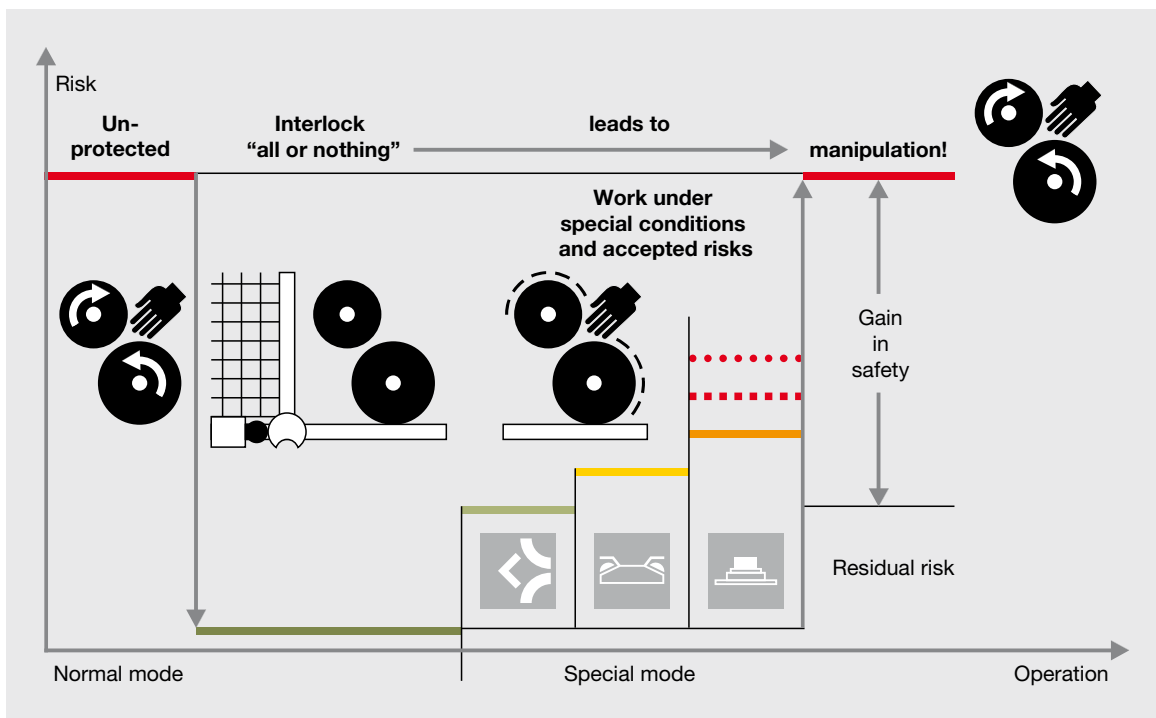 Risk
Un-
protected
Interlock
“all or nothing”
leads to
manipulation!
Work under
special conditions
and accepted risks
Gain
in
safety
Residual risk
Normal mode
Special mode
Operation